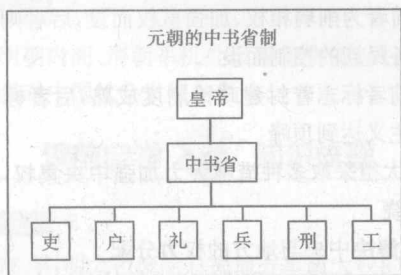 元朝的中书省制
皇帝
中书省
吏 户 礼 兵 刑 工